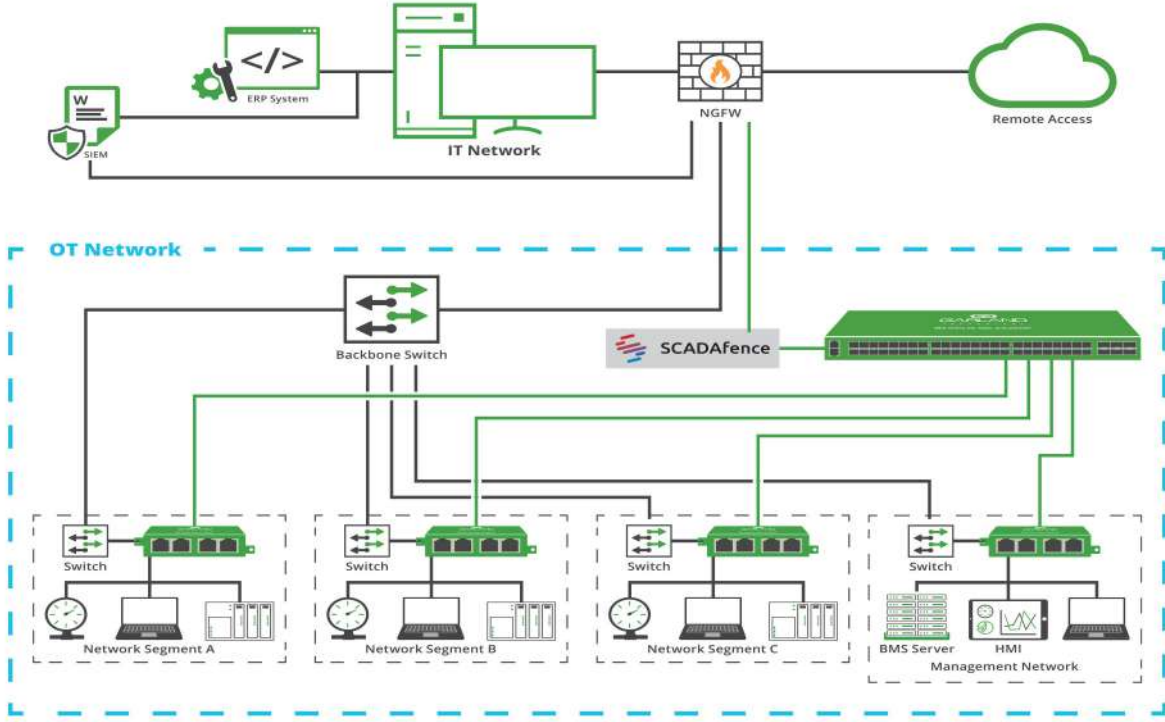 </>
ERP System
W
SIEM
IT Network
NGFW
Remote Access
OT Network
Backbone Switch
SCADAfence
GARLAND
Switch
Switch
Switch
Switch
Network Segment A
Network Segment B
Network Segment C
BMS Server
HMI
Management Network